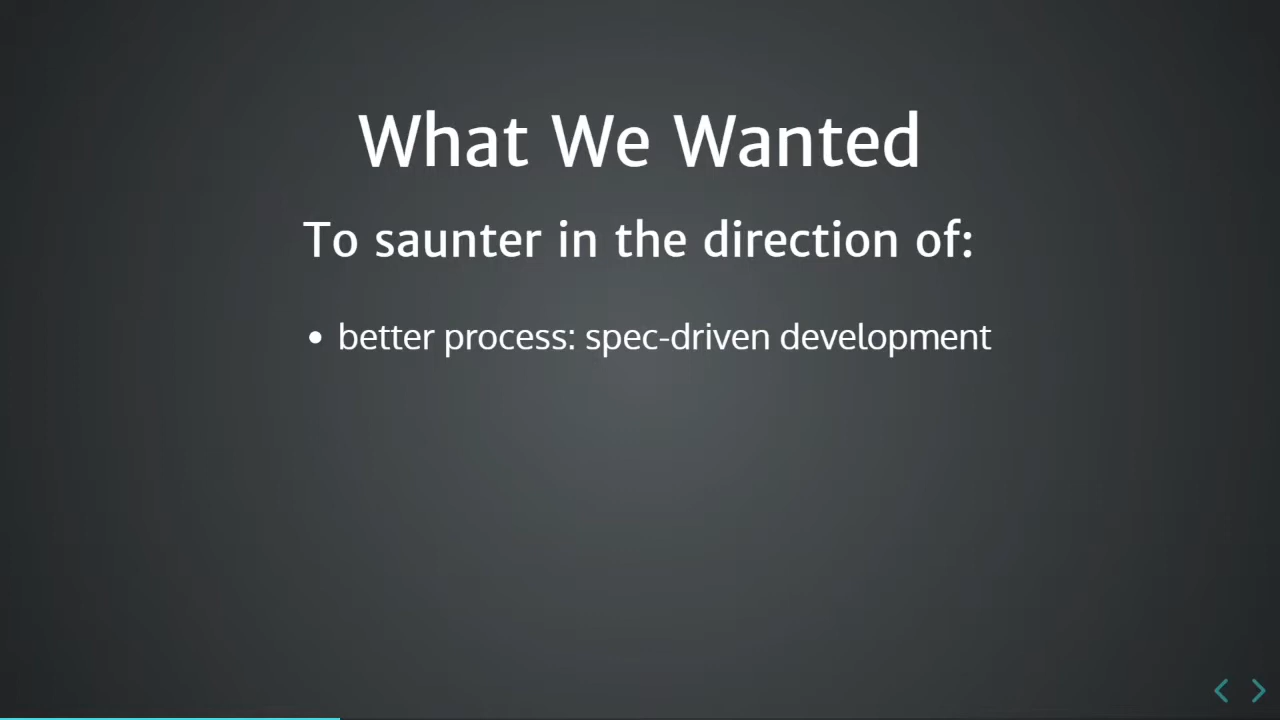 What We Wanted
To saunter in the direction of:
• better process: spec-driven development